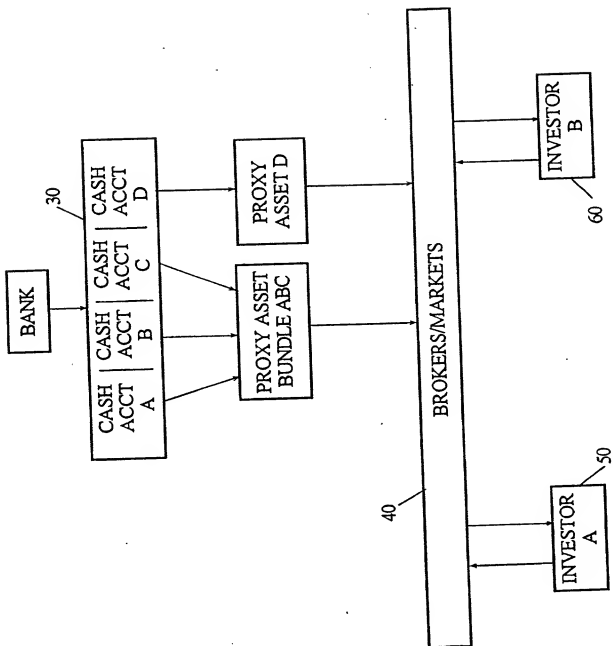 BANK
30
CASH ACCT A
CASH ACCT B
CASH ACCT C
CASH ACCT D
PROXY ASSET
BUNDLE ABC
PROXY
ASSET D
40
BROKERS/MARKETS
INVESTOR
A
50
INVESTOR
B
60